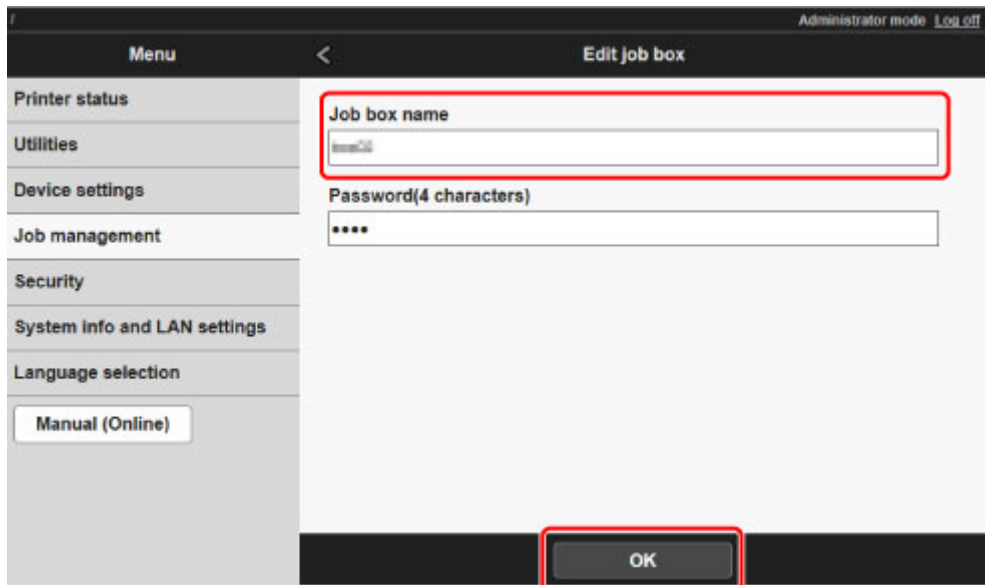 /
Administrator mode Log off
Menu
< Edit job box
Printer status
Utilities
Device settings
Job management
Security
System info and LAN settings
Language selection
Manual (Online)
Job box name
Password(4 characters)
••••
OK